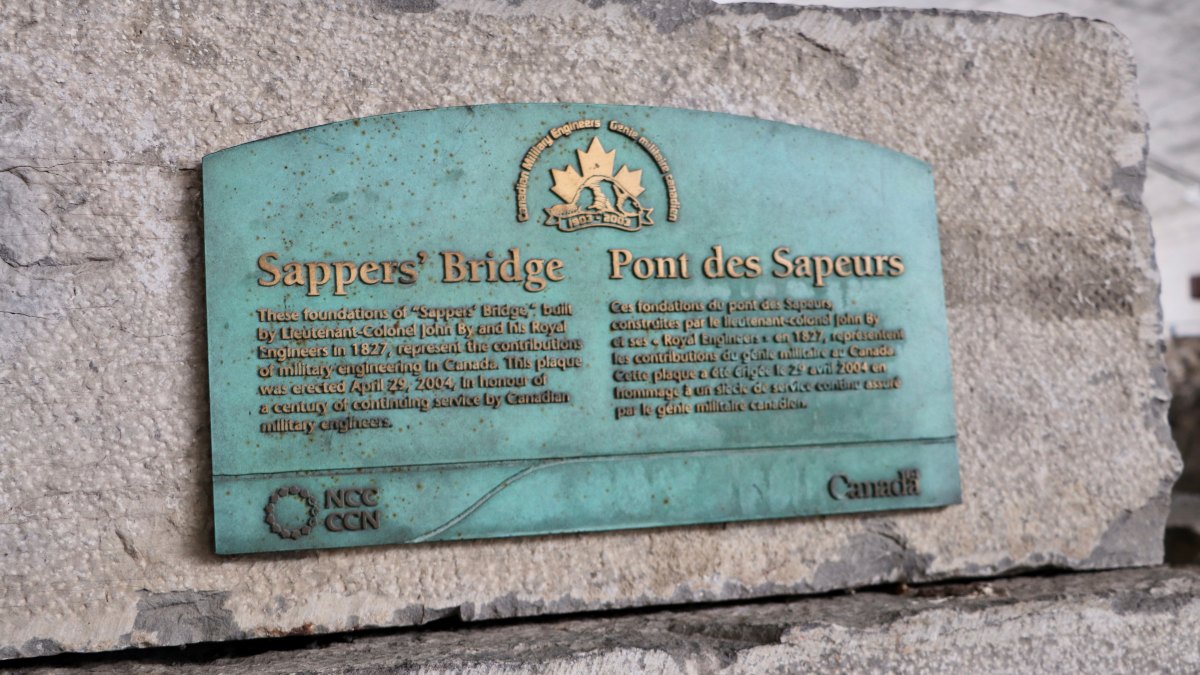 Canadian Military Engineers Génie militaire canadien
1903 - 2003
Sappers' Bridge
These foundations of "Sappers' Bridge", built
by Lieutenant-Colonel John By and his Royal
Engineers in 1827, represent the contributions
of military engineering in Canada. This plaque
was erected April 29, 2004, in honour of
a century of continuing service by Canadian
military engineers.
Pont des Sapeurs
Ces fondations du pont des Sapeurs,
construites par le lieutenant-colonel John By
et ses « Royal Engineers » en 1827, représentent
les contributions du génie militaire au Canada.
Cette plaque a été érigée le 29 avril 2004 en
hommage à un siècle de service continu assuré
par le génie militaire canadien.
NCC
CCN
Canada